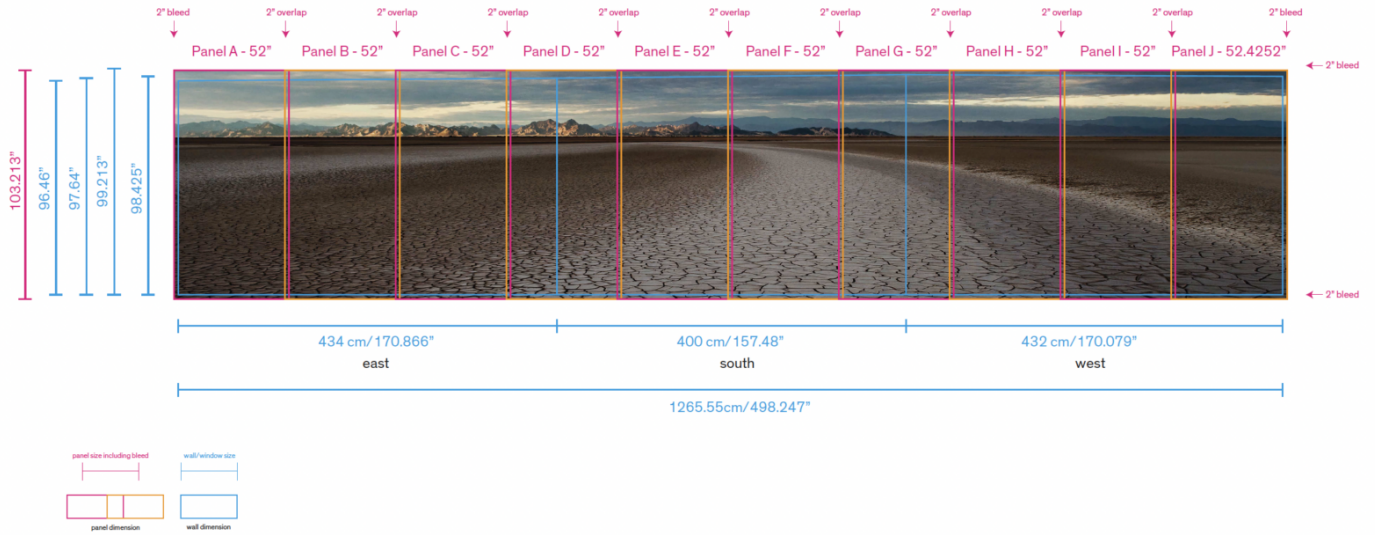 2" bleed
2" overlap
2" overlap
2" overlap
2" overlap
2" overlap
2" overlap
2" overlap
2" overlap
2" overlap
2" bleed
Panel A - 52"
Panel B - 52"
Panel C - 52"
Panel D - 52"
Panel E - 52"
Panel F - 52"
Panel G - 52"
Panel H - 52"
Panel I - 52"
Panel J - 52.4252"
2" bleed
103.213"
96.46"
97.64"
99.213"
98.425"
2" bleed
434 cm/170.866"
400 cm/157.48"
432 cm/170.079"
east
south
west
1265.55cm/498.247"
panel size including bleed
wall/window size
panel dimension
wall dimension